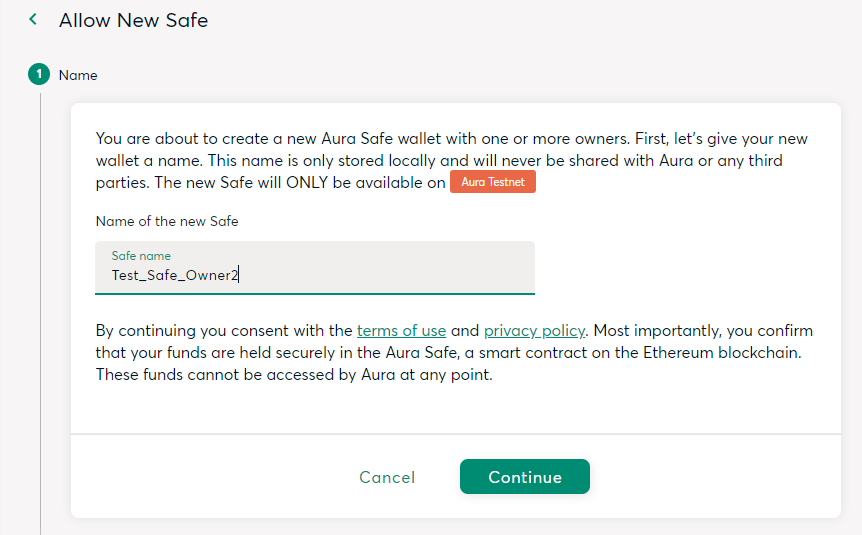 Allow New Safe
1 Name
You are about to create a new Aura Safe wallet with one or more owners. First, let's give your new
wallet a name. This name is only stored locally and will never be shared with Aura or any third
parties. The new Safe will ONLY be available on Aura Testnet
Name of the new Safe
Safe name
Test_Safe_Owner2
By continuing you consent with the terms of use and privacy policy. Most importantly, you confirm
that your funds are held securely in the Aura Safe, a smart contract on the Ethereum blockchain.
These funds cannot be accessed by Aura at any point.
Cancel Continue